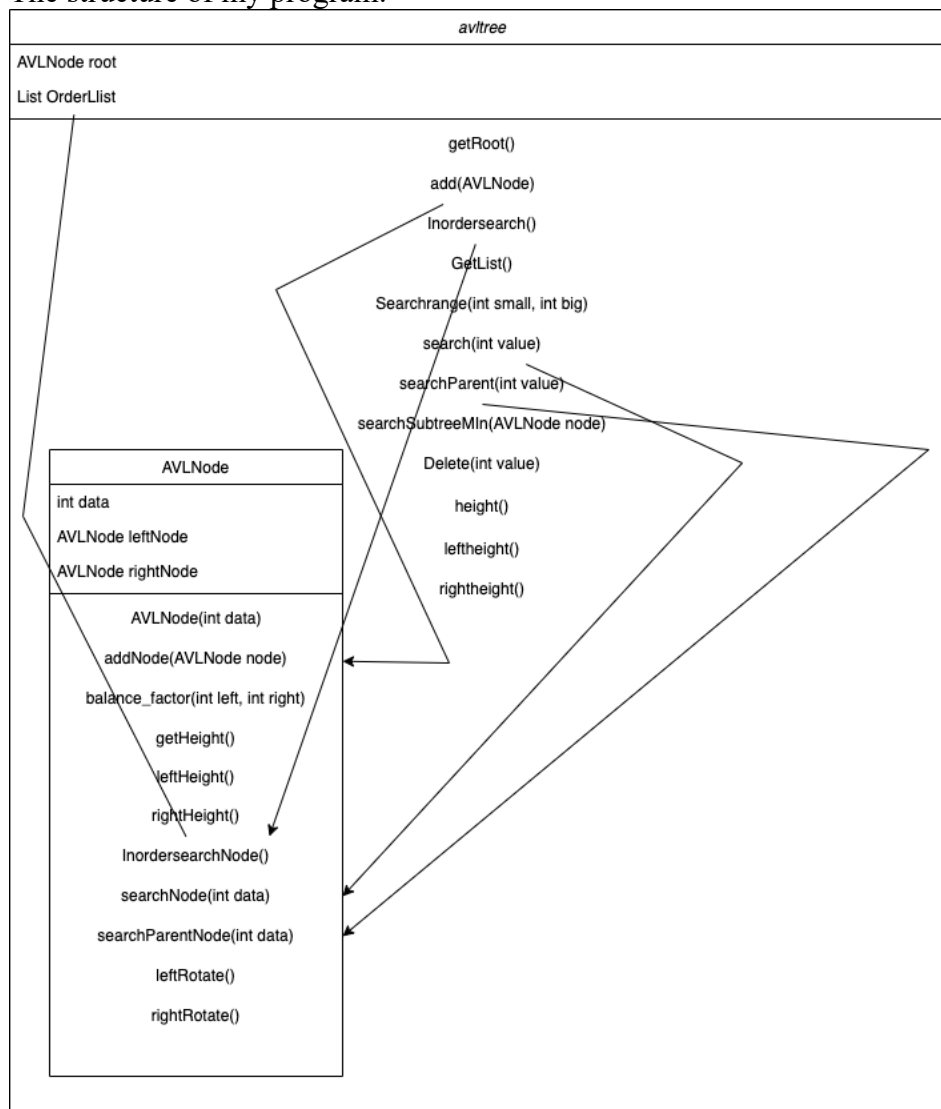 The structure of my program:
avltree
AVLNode root
List OrderLlist
getRoot()
add(AVLNode)
Inordersearch()
GetList()
Searchrange(int small, int big)
search(int value)
searchParent(int value)
searchSubtreeMIn(AVLNode node)
Delete(int value)
height()
leftheight()
rightheight()
AVLNode
int data
AVLNode leftNode
AVLNode rightNode
AVLNode(int data)
addNode(AVLNode node)
balance_factor(int left, int right)
getHeight()
leftHeight()
rightHeight()
InordersearchNode()
searchNode(int data)
searchParentNode(int data)
leftRotate()
rightRotate()